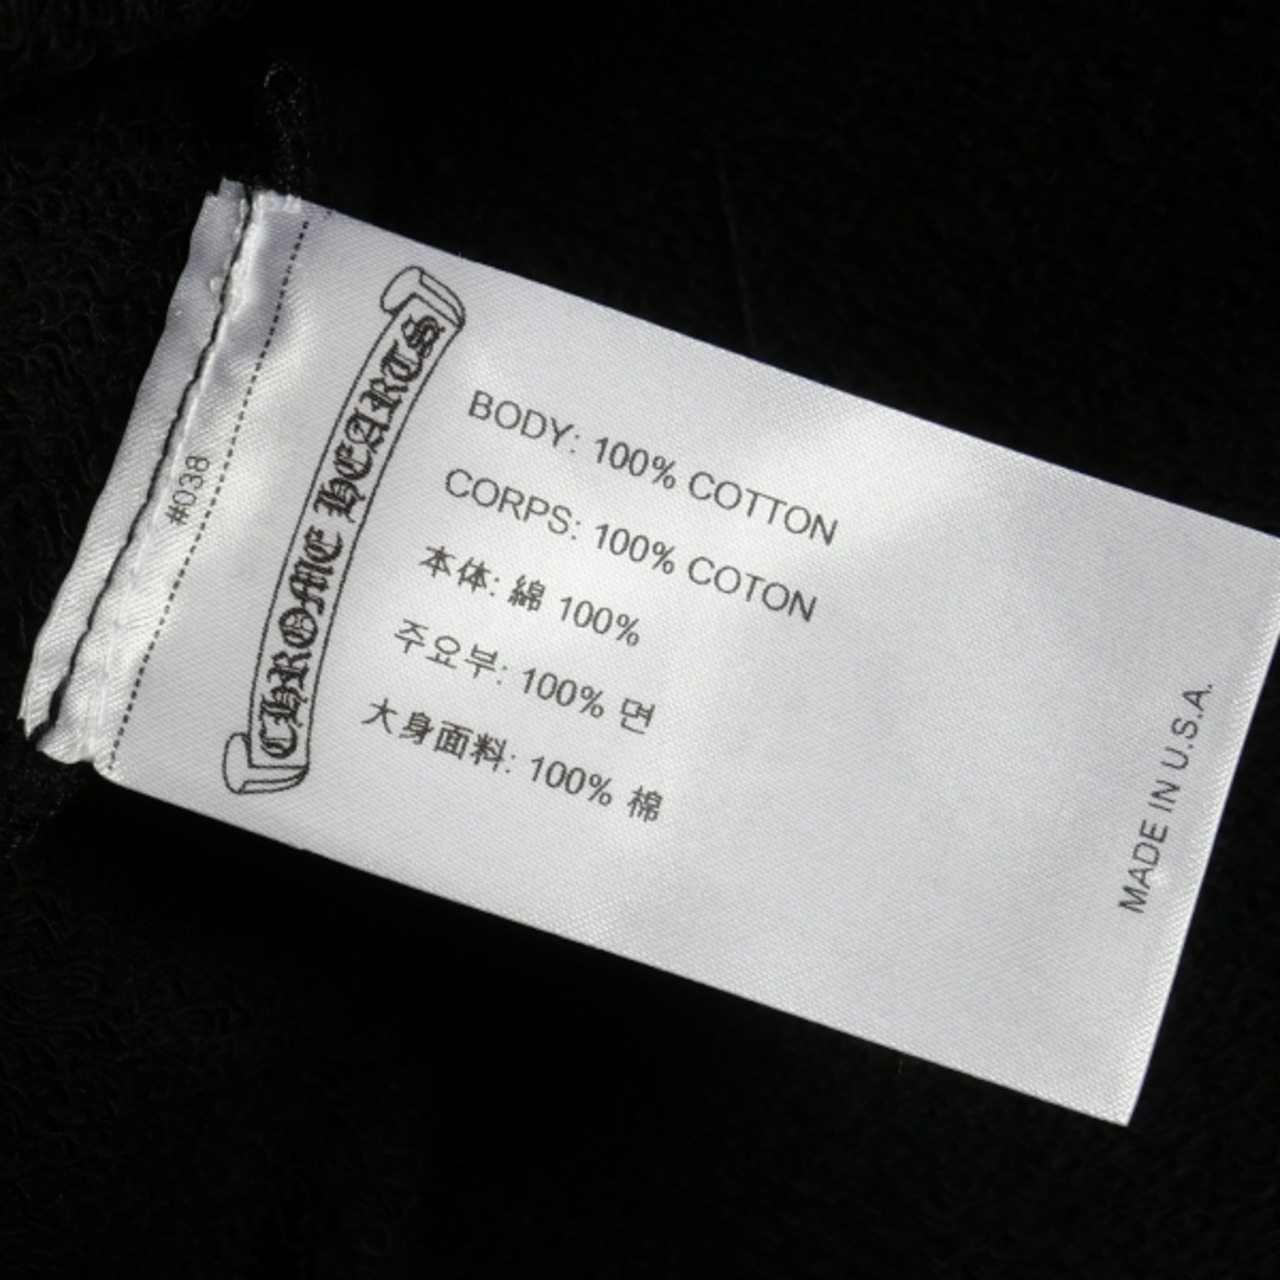 #038
CHROME HEARTS
BODY: 100% COTTON
CORPS: 100% COTON
本体: 綿 100%
주요부: 100% 면
大身面料: 100% 棉
MADE IN U.S.A.